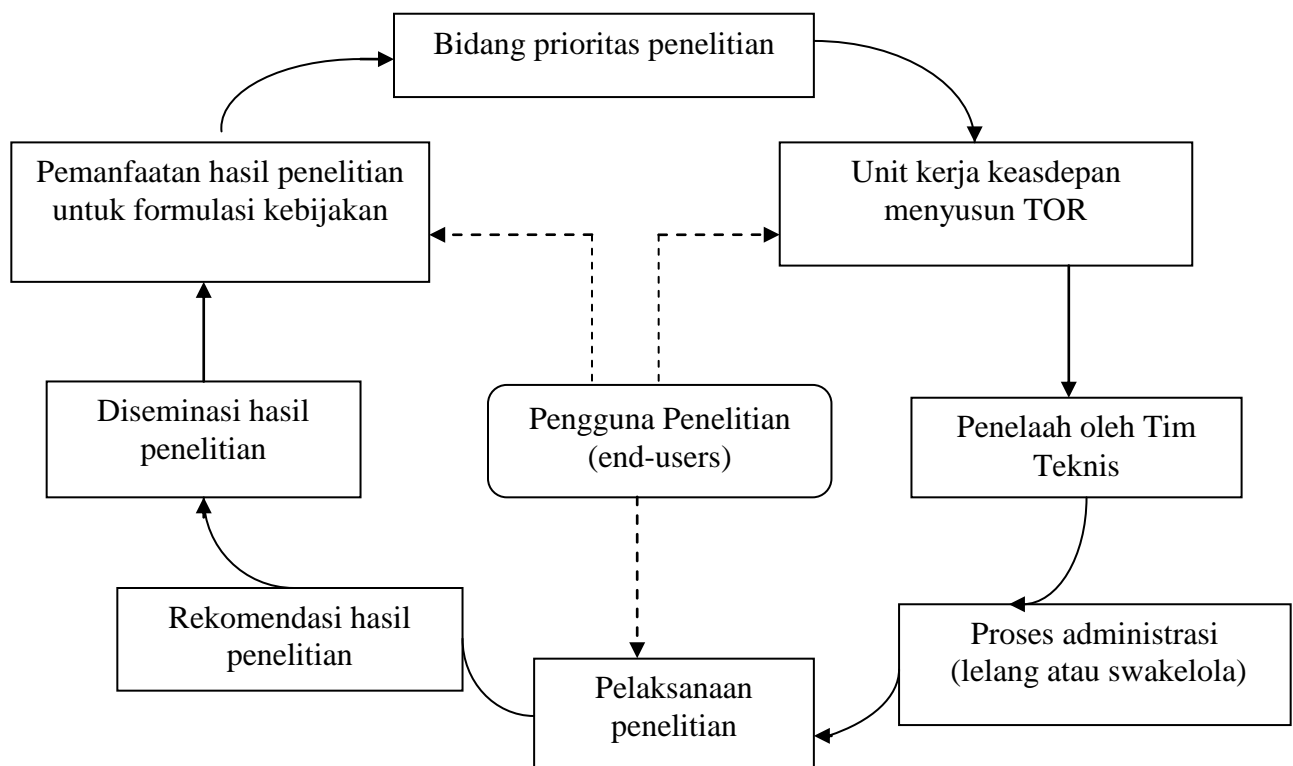 Bidang prioritas penelitian
Pemanfaatan hasil penelitian
untuk formulasi kebijakan
Unit kerja keasdepan
menyusun TOR
Diseminasi hasil
penelitian
Pengguna Penelitian
(end-users)
Penelaah oleh Tim
Teknis
Rekomendasi hasil
penelitian
Proses administrasi
(lelang atau swakelola)
Pelaksanaan
penelitian